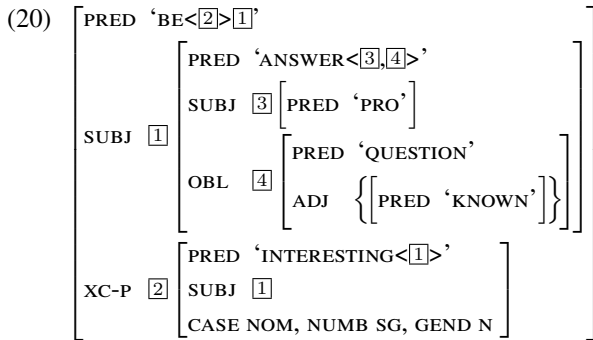 (20) PRED ‘BE<2>1’
PRED ‘ANSWER<3,4>’
SUBJ 3 PRED ‘PRO’
SUBJ 1
PRED ‘QUESTION’
OBL 4
ADJ { PRED ‘KNOWN’ }
PRED ‘INTERESTING<1>’
XC-P 2 SUBJ 1
CASE NOM, NUMB SG, GEND N